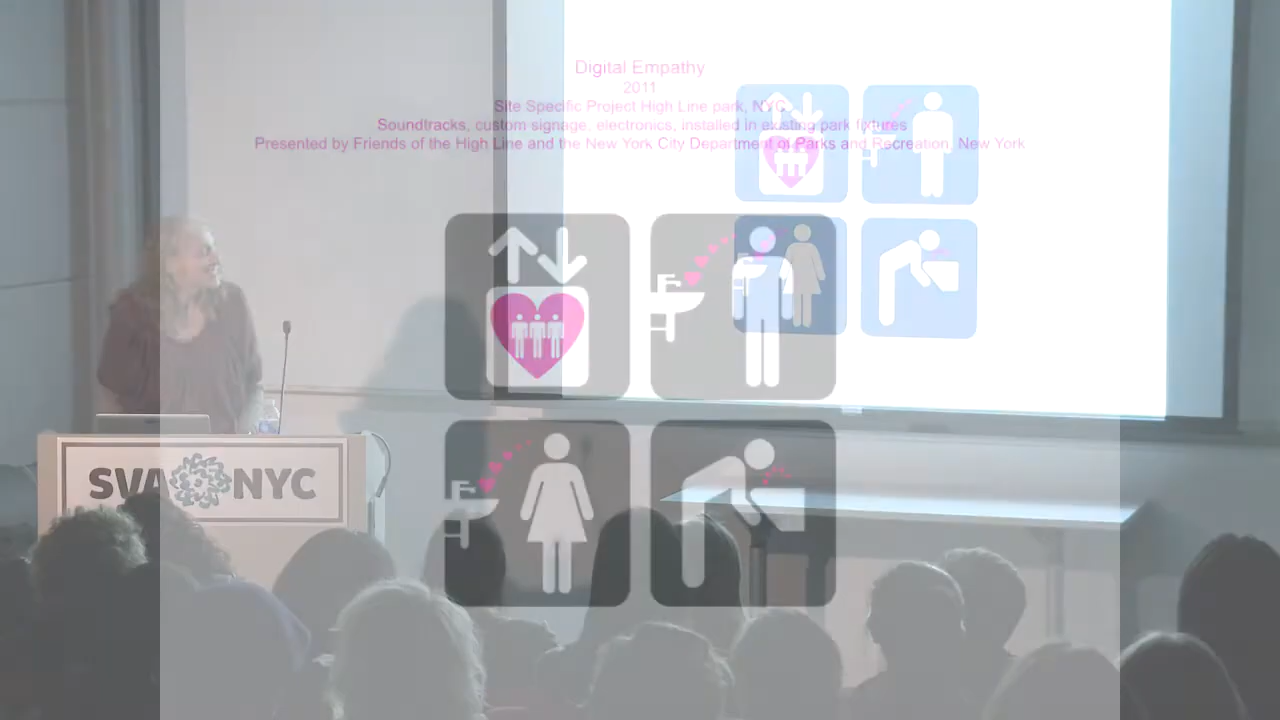 Digital Empathy
2011
Site Specific Project High Line park, NYC
Soundtracks, custom signage, electronics, installed in existing park fixtures
Presented by Friends of the High Line and the New York City Department of Parks and Recreation, New York
SVA NYC